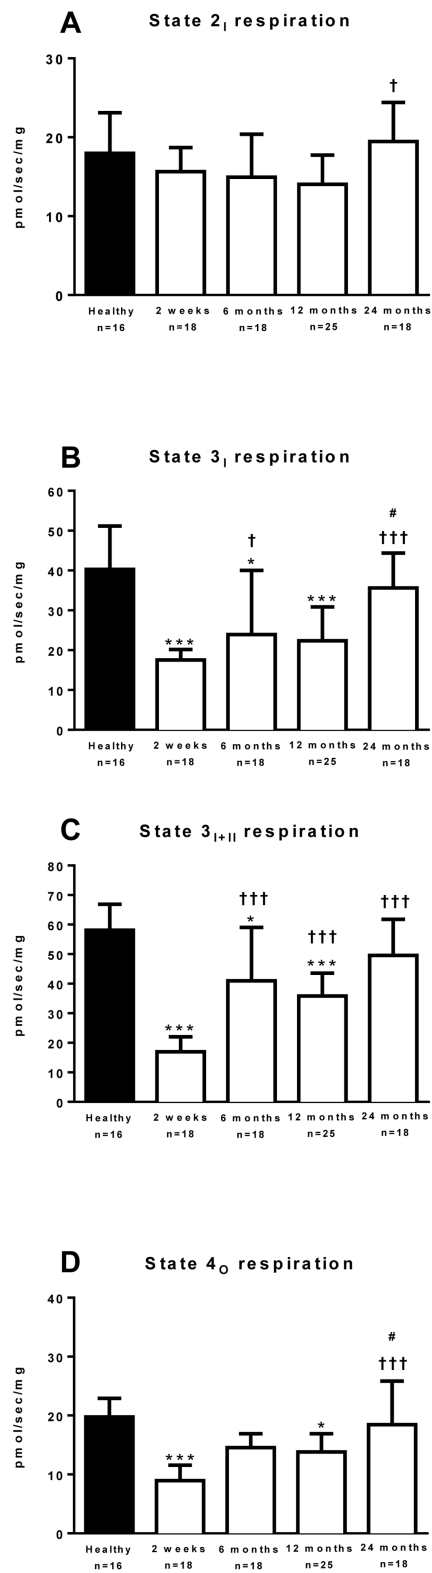 A State 2I respiration
30
†
20
pmol/sec/mg
10
0
Healthy 2 weeks 6 months 12 months 24 months
n=16 n=18 n=18 n=25 n=18
B State 3I respiration
60
#
50
† †††
40
*
pmol/sec/mg
***
30
***
20
10
0
Healthy 2 weeks 6 months 12 months 24 months
n=16 n=18 n=18 n=25 n=18
C State 3I+II respiration
80
70
††† †††
60
*
†††
50
pmol/sec/mg
***
40
30
***
20
10
0
Healthy 2 weeks 6 months 12 months 24 months
n=16 n=18 n=18 n=25 n=18
D State 4O respiration
40
#
30
†††
pmol/sec/mg
20
*
***
10
0
Healthy 2 weeks 6 months 12 months 24 months
n=16 n=18 n=18 n=25 n=18